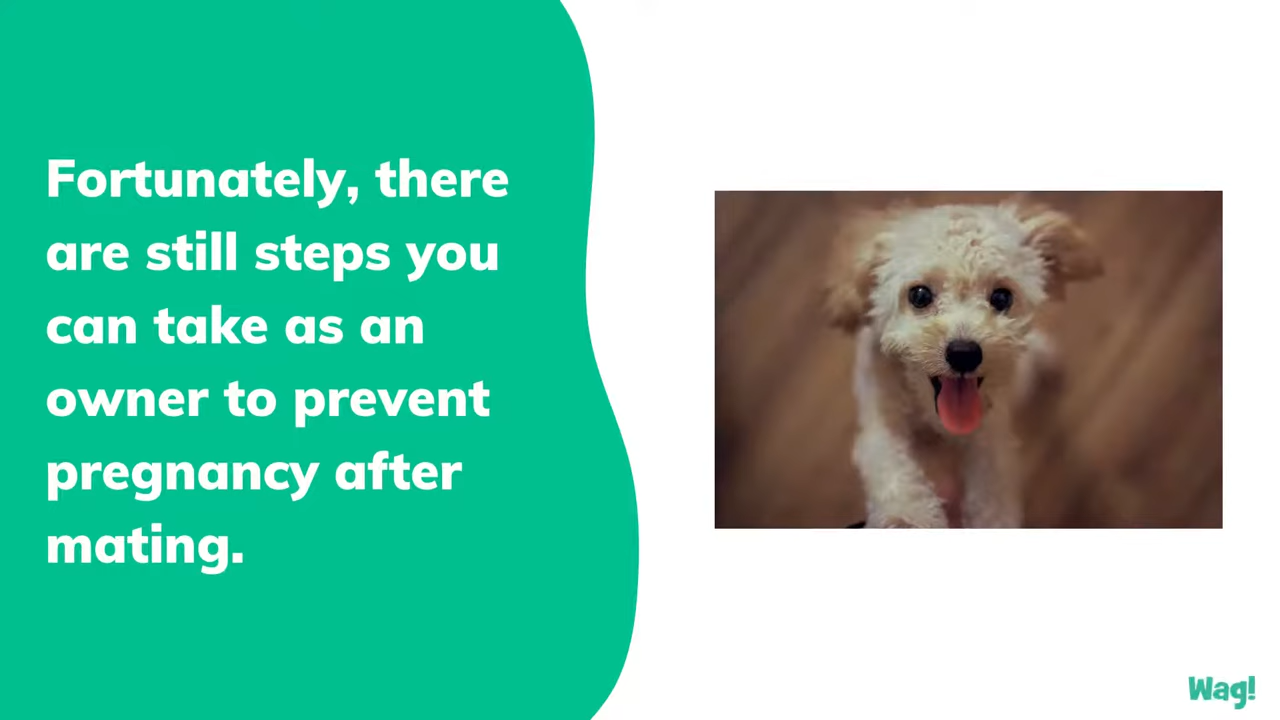 Fortunately, there
are still steps you
can take as an
owner to prevent
pregnancy after
mating.
Wag!